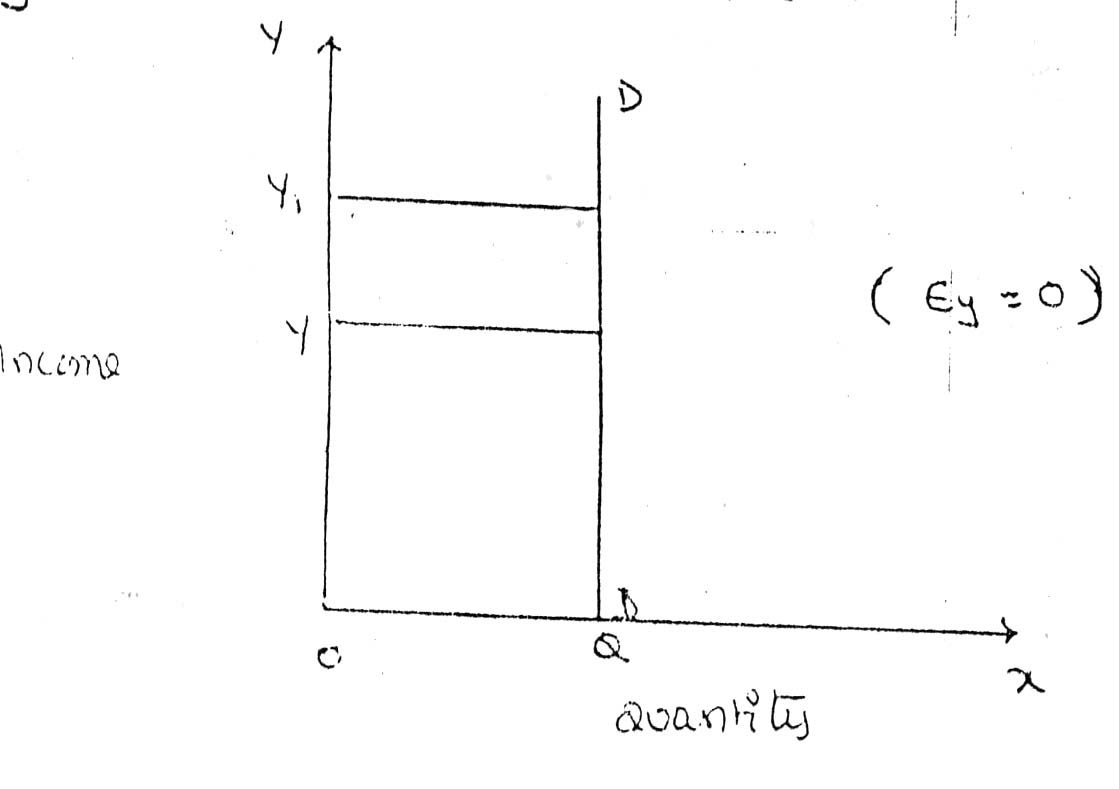 Y
D
Y₁
(Ey = 0)
Y
Income
D
O
Q
x
Quantity